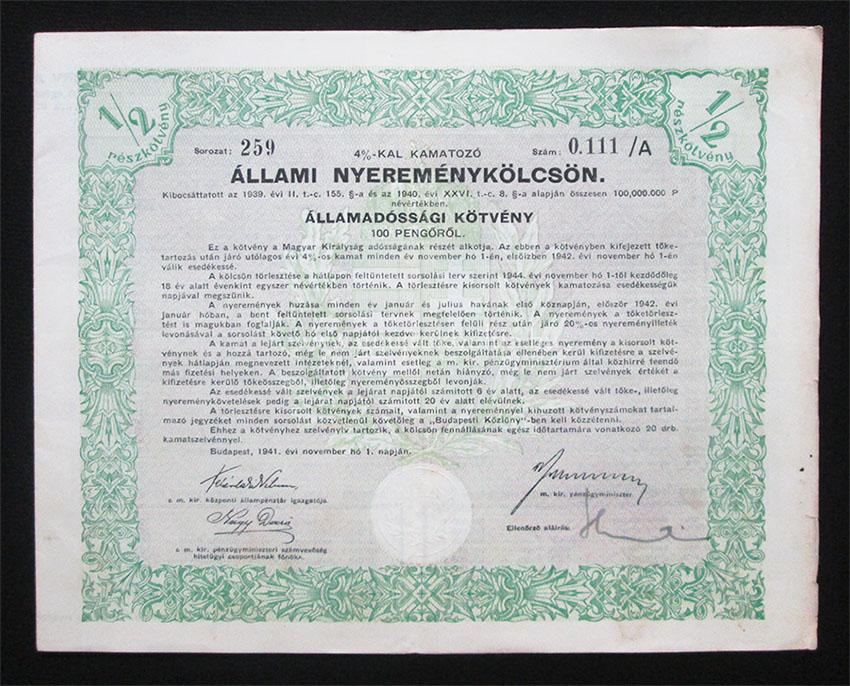 1/2
részkötvény
1/2
részkötvény
Sorozat: 259
4%-KAL KAMATOZÓ
Szám: 0.111 /A
ÁLLAMI NYEREMÉNYKÖLCSÖN.
Kibocsáttatott az 1939. évi II. t.-c. 155. §-a és az 1940. évi XXVI. t.-c. 8. §-a alapján összesen 100,000.000 P
névértékben.
ÁLLAMADÓSSÁGI KÖTVÉNY
100 PENGŐRŐL.
Ez a kötvény a Magyar Királyság adósságának részét alkotja. Az ebben a kötvényben kifejezett tőke-
tartozás után járó utólagos évi 4%-os kamat minden év november hó 1-én, elsőízben 1942. évi november hó 1-én
válik esedékessé.
A kölcsön törlesztése a hátlapon feltüntetett sorsolási terv szerint 1944. évi november hó 1-től kezdődőleg
18 év alatt évenkint egyszer névértékben történik. A törlesztésre kisorsolt kötvények kamatozása esedékességük
napjával megszünik.
A nyeremények huzása minden év január és julius havának első köznapján, először 1942. évi
január hóban, a bent feltüntetett sorsolási tervnek megfelelően történik. A nyeremények a tőketörlesz-
tést is magukban foglalják. A nyeremények a tőketörlesztésen felüli rész után járó 20%-os nyereményilleték
levonásával a sorsolást követő hó első napjától kezdve kerülnek kifizetésre.
A kamat a lejárt szelvények, az esedékessé vált tőke, valamint az esetleges nyeremény a kisorsolt köt-
vénynek és a hozzá tartozó, még le nem járt szelvényeknek beszolgáltatása ellenében kerül kifizetésre a szelvé-
nyek hátlapján megnevezett intézeteknél, valamint esetleg a m. kir. pénzügyminisztérium által közhirré teendő
más fizetési helyeken. A beszolgáltatott kötvény mellől netán hiányzó, még le nem járt szelvények értékét a
kifizetésre kerülő tőkeösszegből, illetőleg nyereményösszegből levonják.
Az esedékessé vált szelvények a lejárat napjától számított 6 év alatt, az esedékessé vált tőke-, illetőleg
nyereménykövetelések pedig a lejárat napjától számított 20 év alatt elévülnek.
A törlesztésre kisorsolt kötvények számait, valamint a nyereménnyel kihuzott kötvényszámokat tartal-
mazó jegyzéket minden sorsolást közvetlenül követőleg a „Budapesti Közlöny"-ben kell közzétenni.
Ehhez a kötvényhez szelvényív tartozik, a kölcsön fennállásának egész időtartamára vonatkozó 20 drb.
kamatszelvénnyel.
Budapest, 1941. évi november hó 1. napján.
a m. kir. központi állampénztár igazgatója.
m. kir. pénzügyminiszter.
Nagy Dezső
Ellenőrző aláírás:
a m. kir. pénzügyminiszteri számvevőség
hitelügyi csoportjának főnöke.